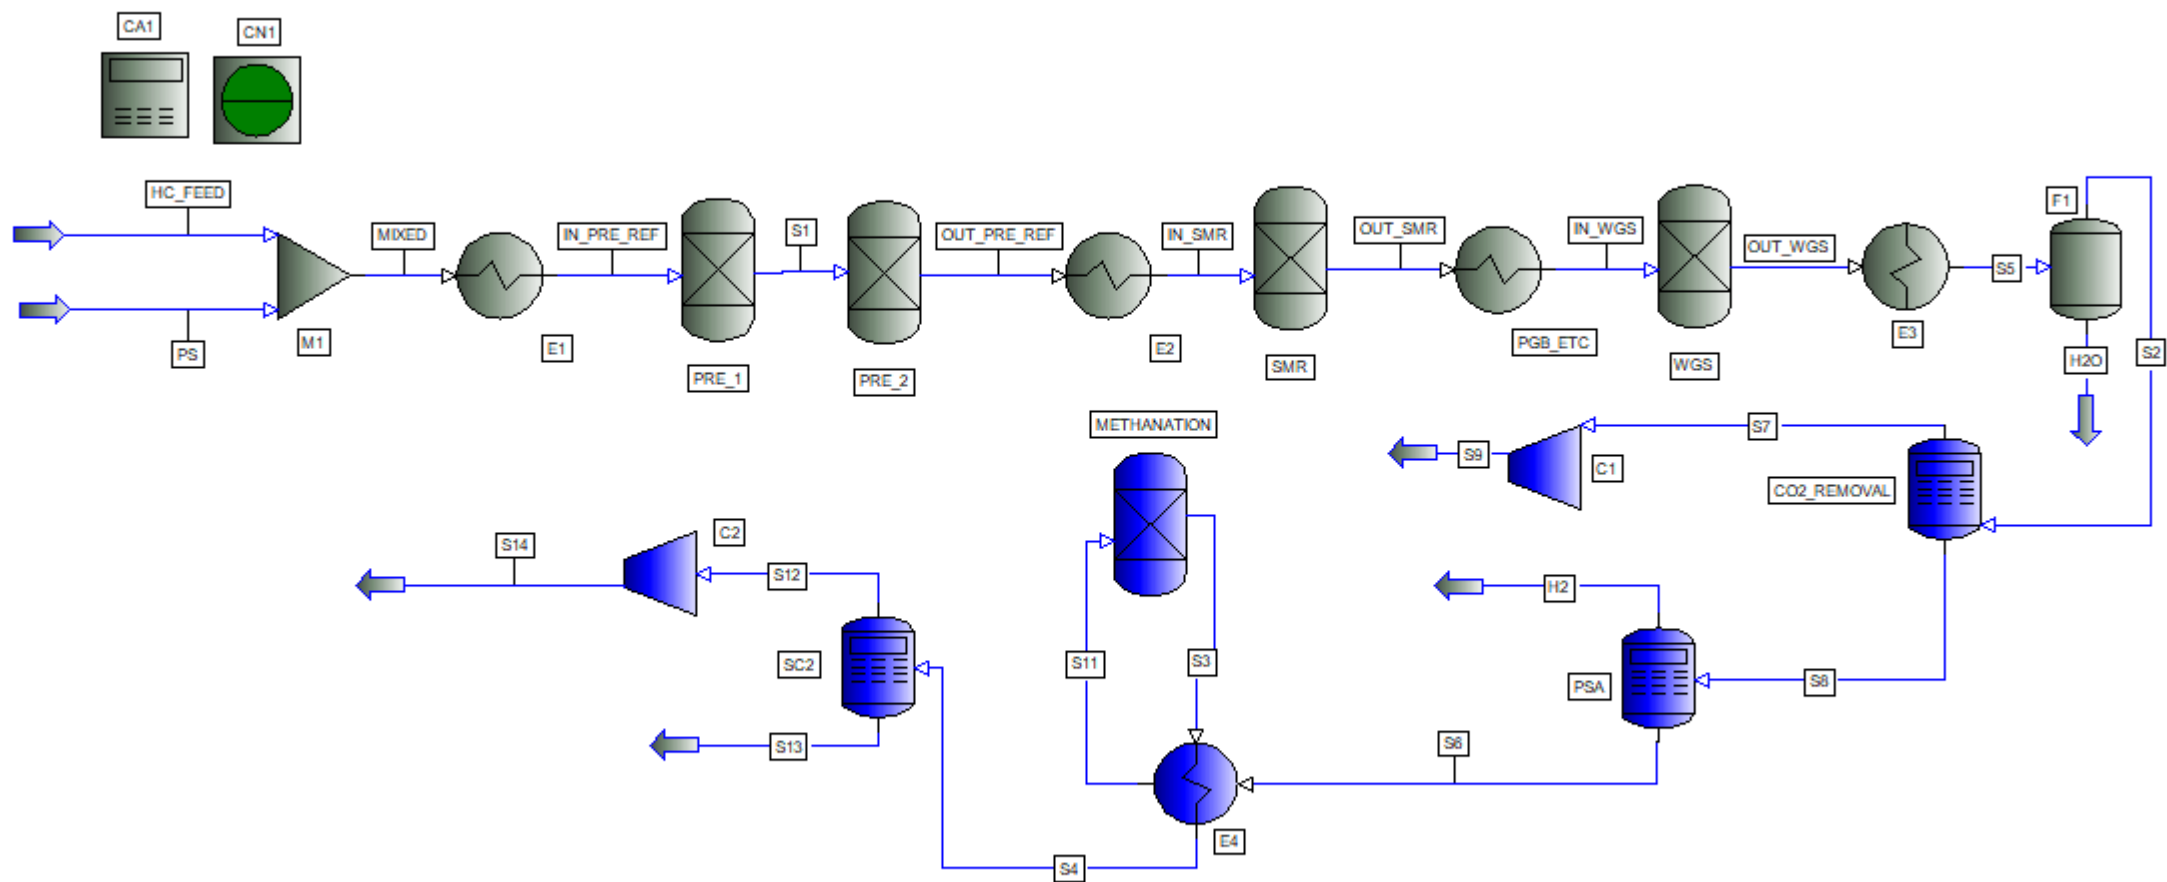 CA1
CN1
HC_FEED
MIXED
IN_PRE_REF
S1
OUT_PRE_REF
IN_SMR
OUT_SMR
IN_WGS
OUT_WGS
S5
F1
PS
M1
E1
PRE_1
PRE_2
E2
SMR
PGB_ETC
WGS
E3
H2O
S2
METHANATION
S9
C1
S7
CO2_REMOVAL
S14
C2
S12
H2
SC2
S11
S3
PSA
S8
S13
S6
E4
S4